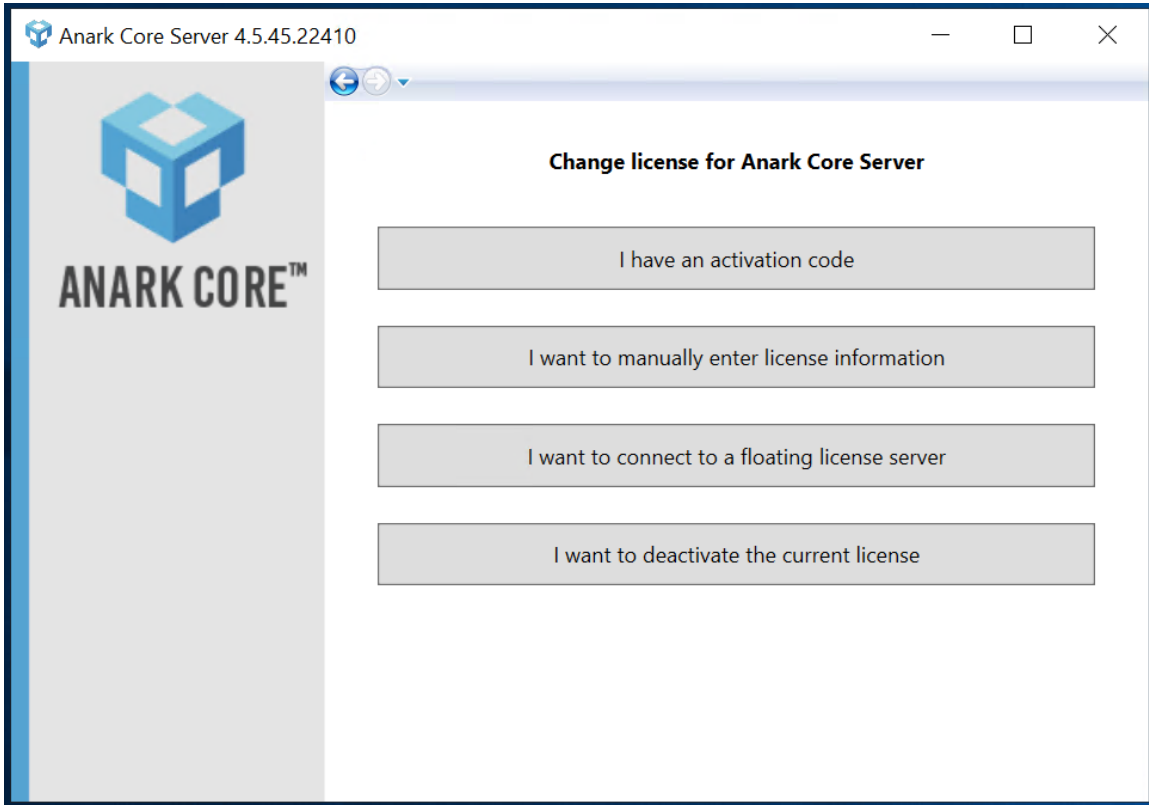 Anark Core Server 4.5.45.22410
ANARK CORE™
Change license for Anark Core Server
I have an activation code
I want to manually enter license information
I want to connect to a floating license server
I want to deactivate the current license